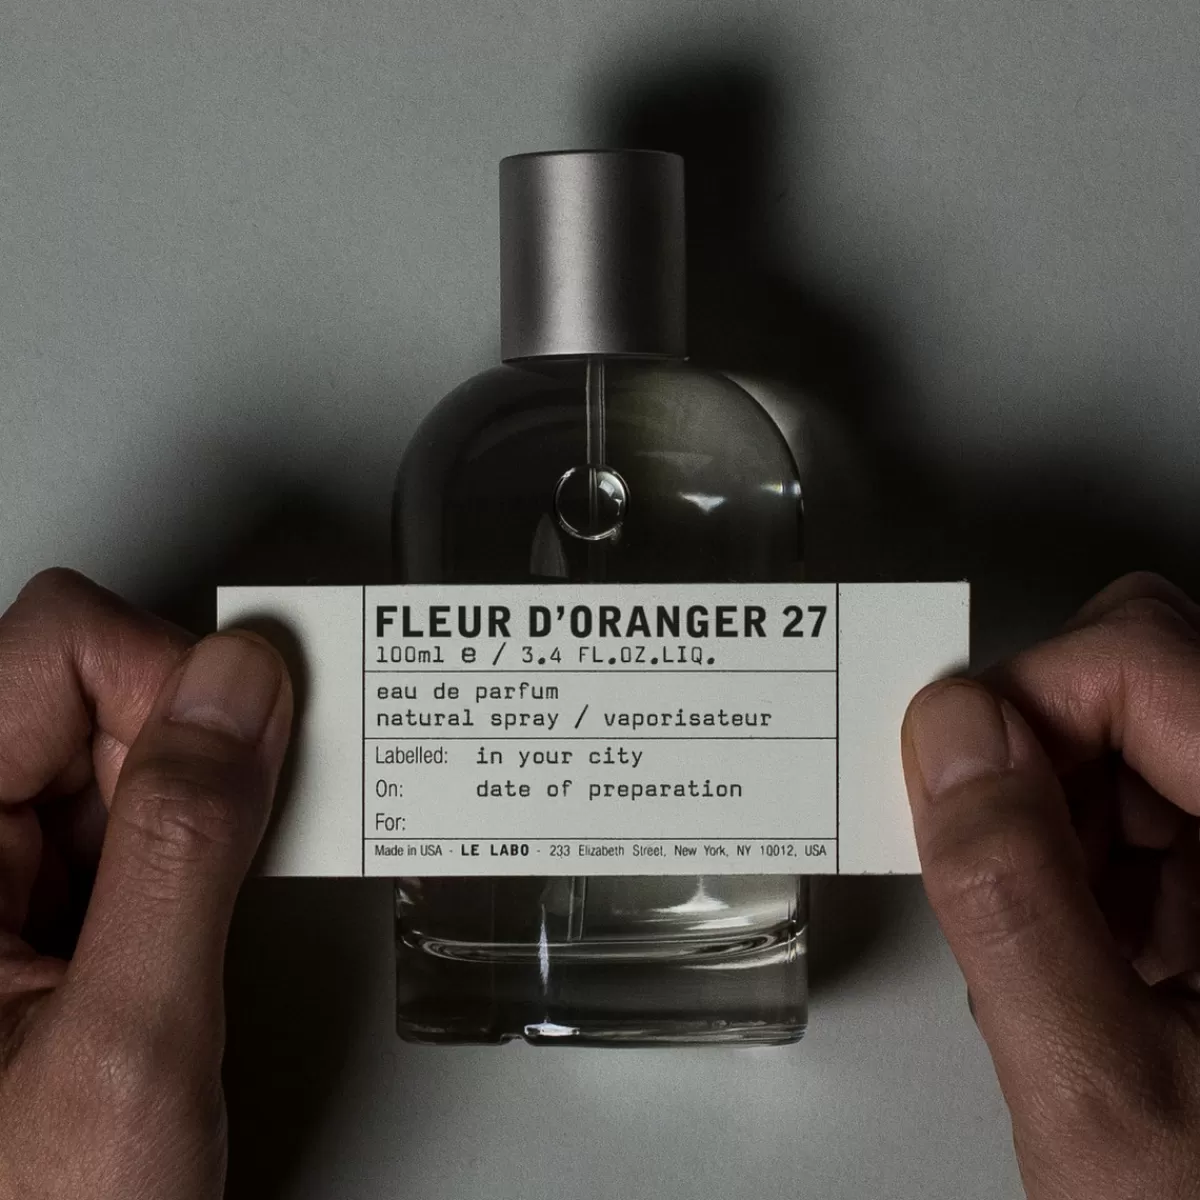 FLEUR D'ORANGER 27
100ml e / 3.4 FL.OZ.LIQ.
eau de parfum
natural spray / vaporisateur
Labelled: in your city
On: date of preparation
For:
Made in USA - LE LABO - 233 Elizabeth Street, New York, NY 10012, USA